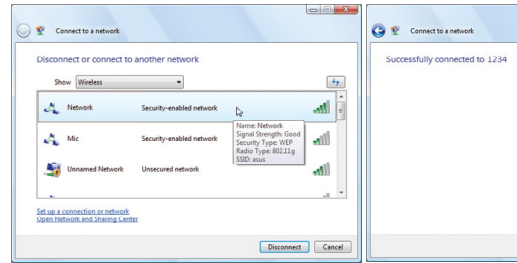 Connect to a network
Disconnect or connect to another network
Show Wireless
Network Security-enabled network
Name: Network
Signal Strength: Good
Security Type: WEP
Radio Type: 802.11g
SSID: asus
Mic Security-enabled network
Unnamed Network Unsecured network
Set up a connection or network
Open Network and Sharing Center
Disconnect Cancel
Connect to a network
Successfully connected to 1234